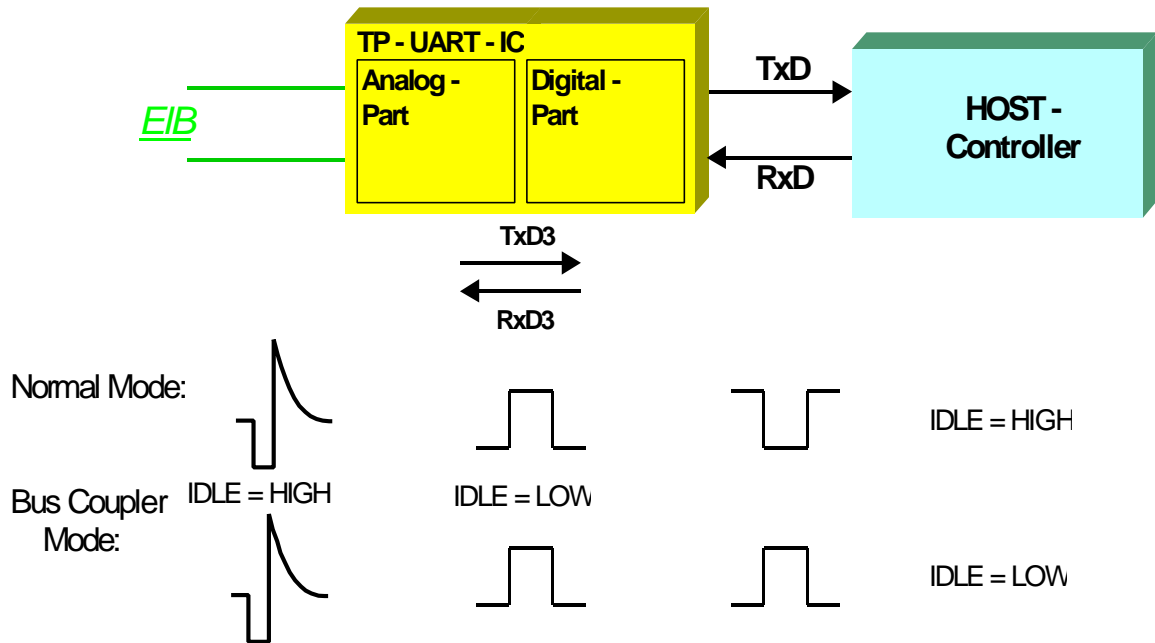 TP - UART - IC
Analog -
Part
Digital -
Part
EIB
TxD
RxD
HOST -
Controller
TxD3
RxD3
Normal Mode:
IDLE = HIGH
Bus Coupler
Mode:
IDLE = HIGH
IDLE = LOW
IDLE = LOW